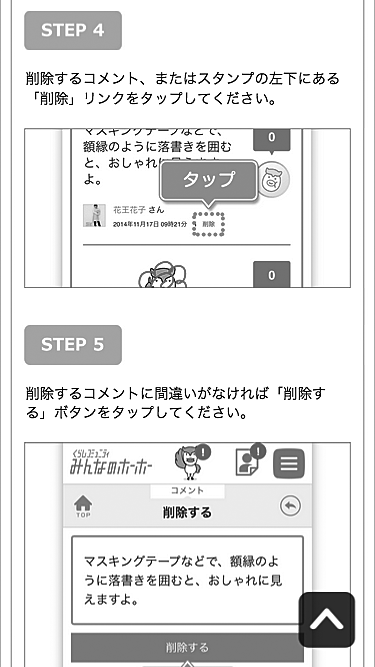 STEP 4
削除するコメント、またはスタンプの左下にある
「削除」リンクをタップしてください。
マスキングテープなどで、
額縁のように落書きを囲む
と、おしゃれに見えます
よ。
0
タップ
花王花子 さん
2014年11月17日 09時21分
削除
0
STEP 5
削除するコメントに間違いがなければ「削除す
る」ボタンをタップしてください。
くらしコミュニティ
みんなのホーホー
!
!
コメント
TOP
削除する
マスキングテープなどで、額縁のよ
うに落書きを囲むと、おしゃれに見
えますよ。
削除する